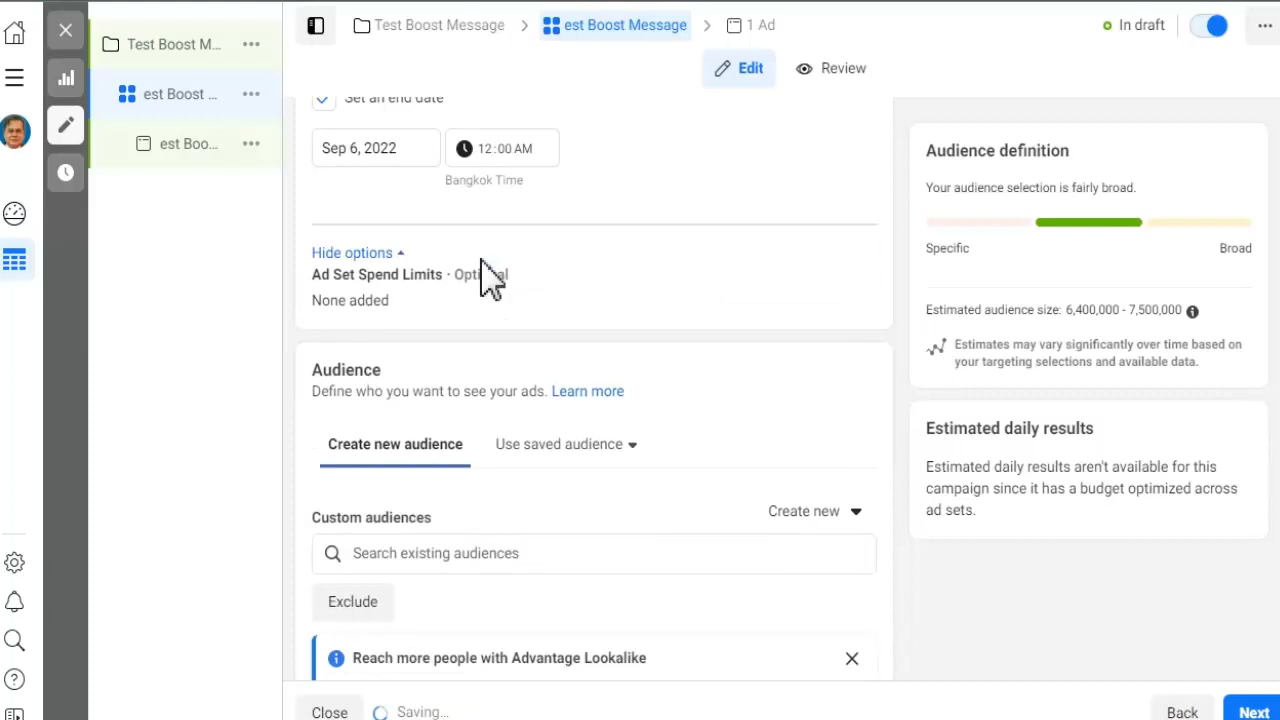 Test Boost Message
est Boost Message
1 Ad
In draft
Test Boost M...
est Boost ...
est Boo...
Edit
Review
Set an end date
Sep 6, 2022
12:00 AM
Bangkok Time
Hide options
Ad Set Spend Limits ·
None added
Audience
Define who you want to see your ads. Learn more
Create new audience
Use saved audience
Custom audiences
Create new
Search existing audiences
Exclude
Reach more people with Advantage Lookalike
Close
Saving...
Back
Next
Audience definition
Your audience selection is fairly broad.
Specific
Broad
Estimated audience size: 6,400,000 - 7,500,000
Estimates may vary significantly over time based on
your targeting selections and available data.
Estimated daily results
Estimated daily results aren't available for this
campaign since it has a budget optimized across
ad sets.